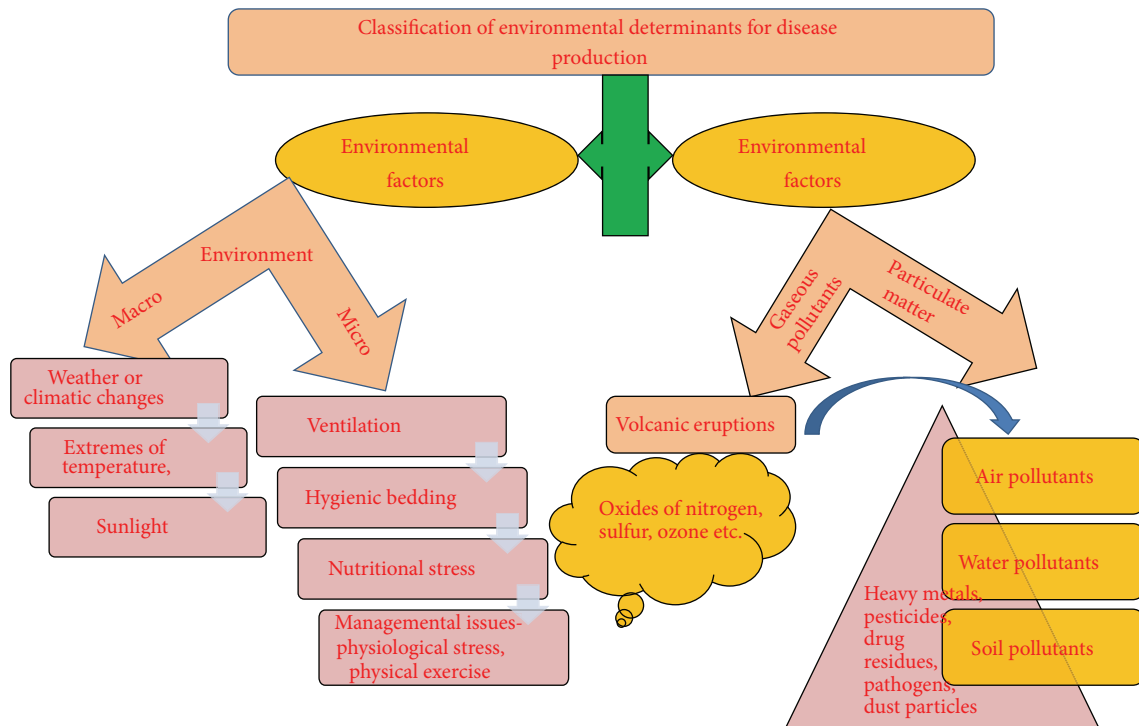 Classification of environmental determinants for disease
production
Environmental
factors
Environmental
factors
Environment
Macro
Micro
Gaseous
pollutants
Particulate
matter
Weather or
climatic changes
Extremes of
temperature,
Sunlight
Ventilation
Hygienic bedding
Nutritional stress
Managemental issues-
physiological stress,
physical exercise
Volcanic eruptions
Oxides of nitrogen,
sulfur, ozone etc.
Air pollutants
Water pollutants
Soil pollutants
Heavy metals,
pesticides,
drug
residues,
pathogens,
dust particles